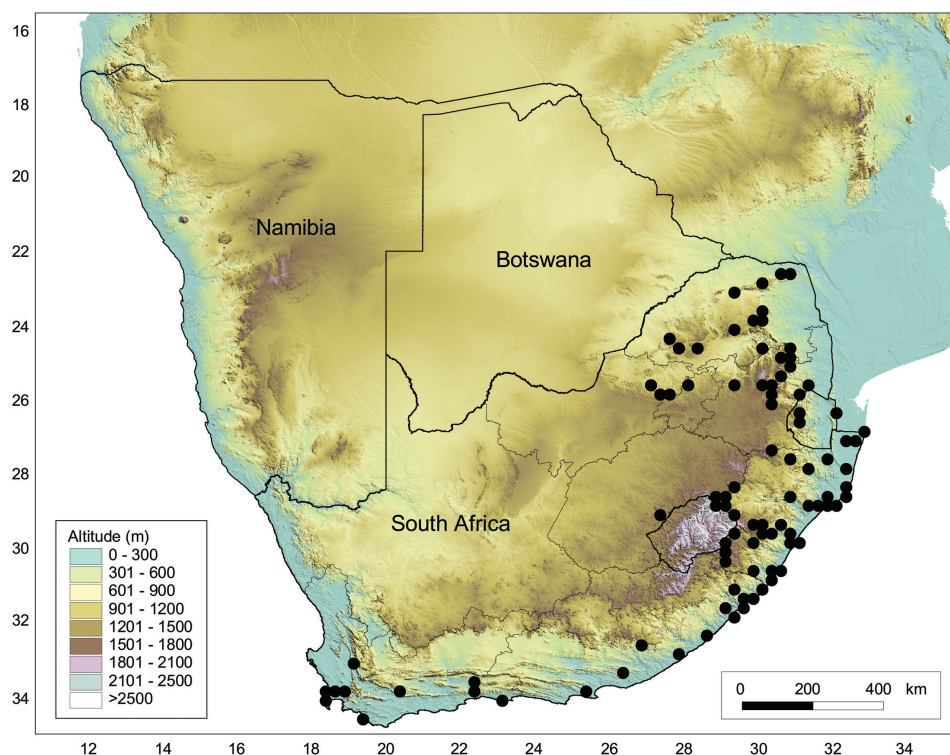 16
18
20
22
24
26
28
30
32
34
Namibia
Botswana
South Africa
Altitude (m)
0 - 300
301 - 600
601 - 900
901 - 1200
1201 - 1500
1501 - 1800
1801 - 2100
2101 - 2500
>2500
0 200 400 km
12 14 16 18 20 22 24 26 28 30 32 34